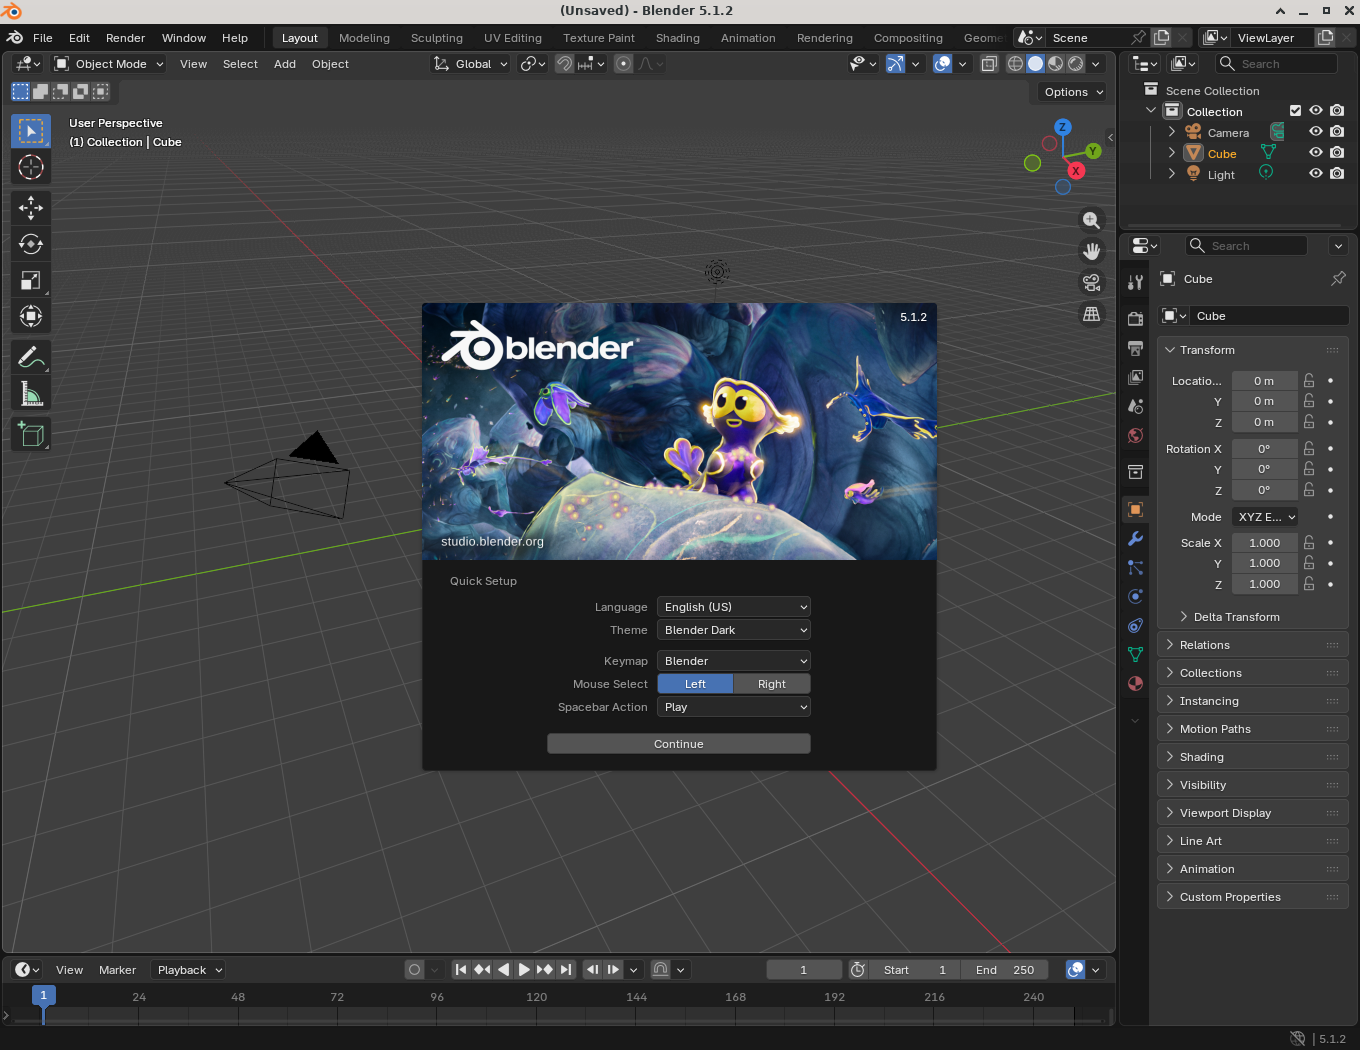 (Unsaved) - Blender 5.1.2
File Edit Render Window Help Layout Modeling Sculpting UV Editing Texture Paint Shading Animation Rendering Compositing Geome Scene ViewLayer
Object Mode View Select Add Object Global Search
Options
User Perspective
(1) Collection | Cube
Z
Y
X
Scene Collection
Collection
Camera
Cube
Light
Search
Cube
Cube
Transform
Locatio... 0 m
Y 0 m
Z 0 m
Rotation X 0°
Y 0°
Z 0°
Mode XYZ E...
Scale X 1.000
Y 1.000
Z 1.000
Delta Transform
Relations
Collections
Instancing
Motion Paths
Shading
Visibility
Viewport Display
Line Art
Animation
Custom Properties
5.1.2
blender
studio.blender.org
Quick Setup
Language English (US)
Theme Blender Dark
Keymap Blender
Mouse Select Left Right
Spacebar Action Play
Continue
View Marker Playback 1 Start 1 End 250
1 24 48 72 96 120 144 168 192 216 240
5.1.2